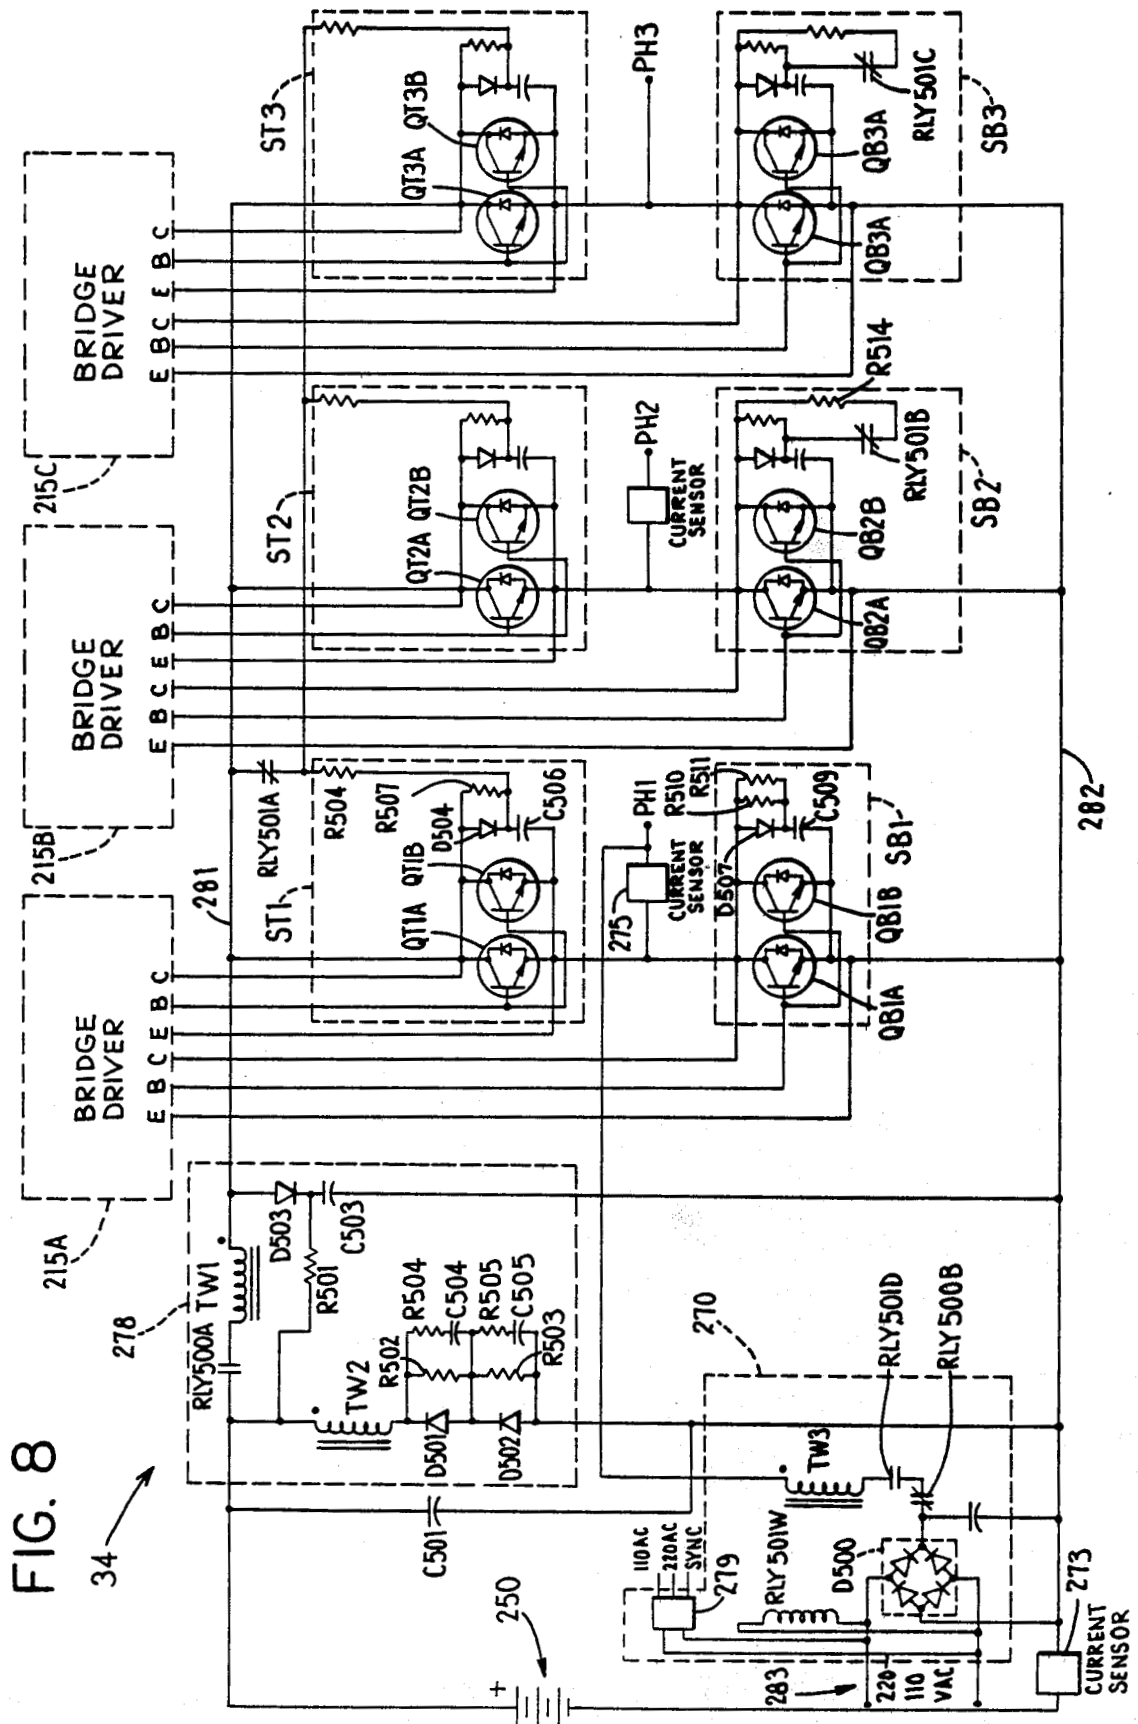 FIG. 8
34
215A
BRIDGE
DRIVER
E B C E B C
215B
BRIDGE
DRIVER
E B C E B C
215C
BRIDGE
DRIVER
E B C E B C
278
RLY500A
TW1
D503
R501
C503
TW2
R502
R504
C504
R505
C505
R503
D501
D502
C501
250
+
281
RLY501A
ST1
R504
R507
D504
C506
QT1A
QT1B
ST2
QT2A
QT2B
ST3
QT3A
QT3B
275
CURRENT
SENSOR
PH1
CURRENT
SENSOR
PH2
PH3
D507
R510
R511
C509
SB1
QB1A
QB1B
R514
RLY501B
SB2
QB2A
QB2B
RLY501C
SB3
QB3A
QB3A
282
270
TW3
RLY501D
RLY500B
110AC
220AC
SYNC
279
RLY501W
D500
283
220
110
VAC
273
CURRENT
SENSOR